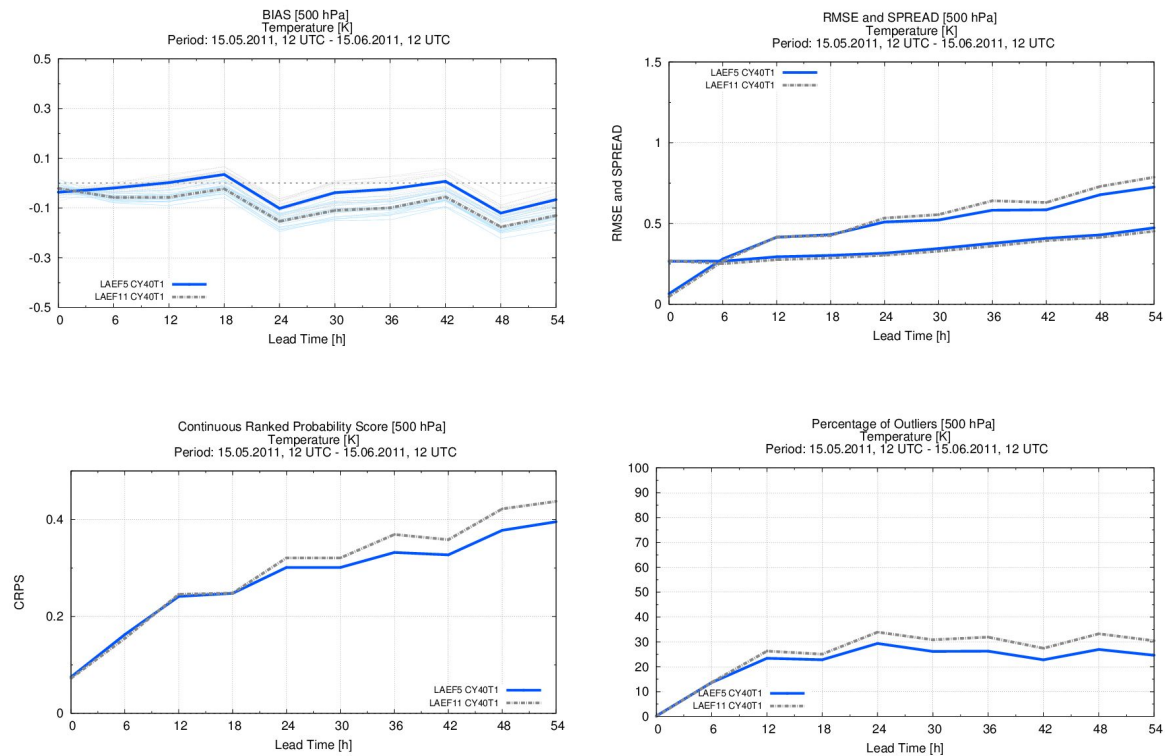 BIAS [500 hPa]
Temperature [K]
Period: 15.05.2011, 12 UTC - 15.06.2011, 12 UTC
0.5
0.3
0.1
-0.1
-0.3
-0.5
LAEF5 CY40T1
LAEF11 CY40T1
0 6 12 18 24 30 36 42 48 54
Lead Time [h]
RMSE and SPREAD [500 hPa]
Temperature [K]
Period: 15.05.2011, 12 UTC - 15.06.2011, 12 UTC
RMSE and SPREAD
1.5
1
0.5
0
LAEF5 CY40T1
LAEF11 CY40T1
0 6 12 18 24 30 36 42 48 54
Lead Time [h]
Continuous Ranked Probability Score [500 hPa]
Temperature [K]
Period: 15.05.2011, 12 UTC - 15.06.2011, 12 UTC
CRPS
0.4
0.2
0
LAEF5 CY40T1
LAEF11 CY40T1
0 6 12 18 24 30 36 42 48 54
Lead Time [h]
Percentage of Outliers [500 hPa]
Temperature [K]
Period: 15.05.2011, 12 UTC - 15.06.2011, 12 UTC
100
90
80
70
60
50
40
30
20
10
0
LAEF5 CY40T1
LAEF11 CY40T1
0 6 12 18 24 30 36 42 48 54
Lead Time [h]